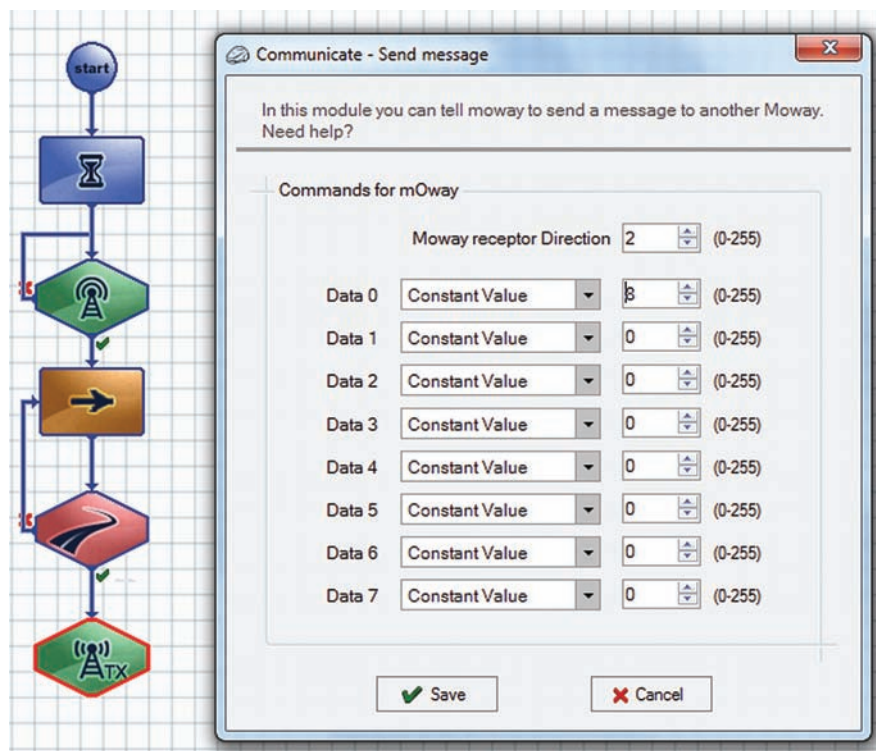 start
Communicate - Send message
In this module you can tell moway to send a message to another Moway.
Need help?
Commands for mOway
Moway receptor Direction 2 (0-255)
Data 0 Constant Value 8 (0-255)
Data 1 Constant Value 0 (0-255)
Data 2 Constant Value 0 (0-255)
Data 3 Constant Value 0 (0-255)
Data 4 Constant Value 0 (0-255)
Data 5 Constant Value 0 (0-255)
Data 6 Constant Value 0 (0-255)
Data 7 Constant Value 0 (0-255)
TX
Save Cancel